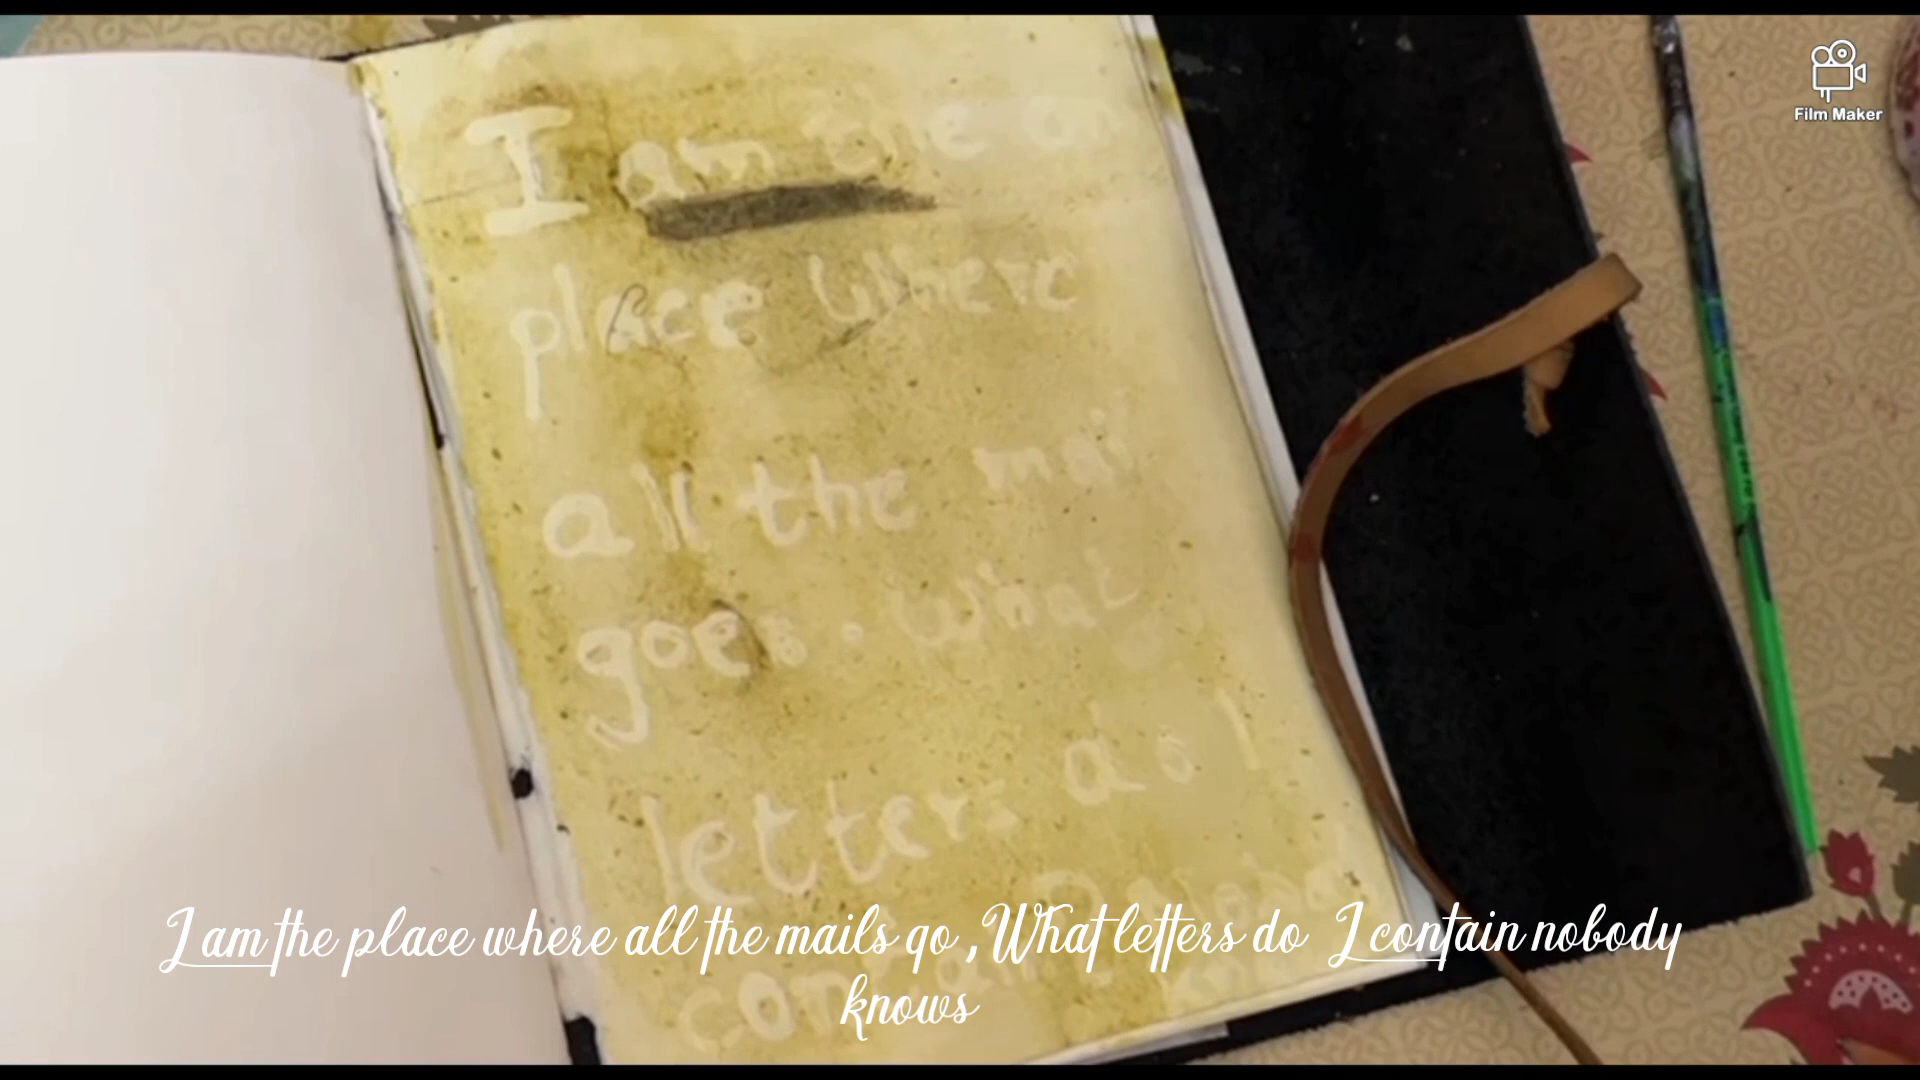 Film Maker
I am the
place where
all the mai
goes. What
letters do I
I am the place where all the mails go ,What letters do I contain nobody
knows